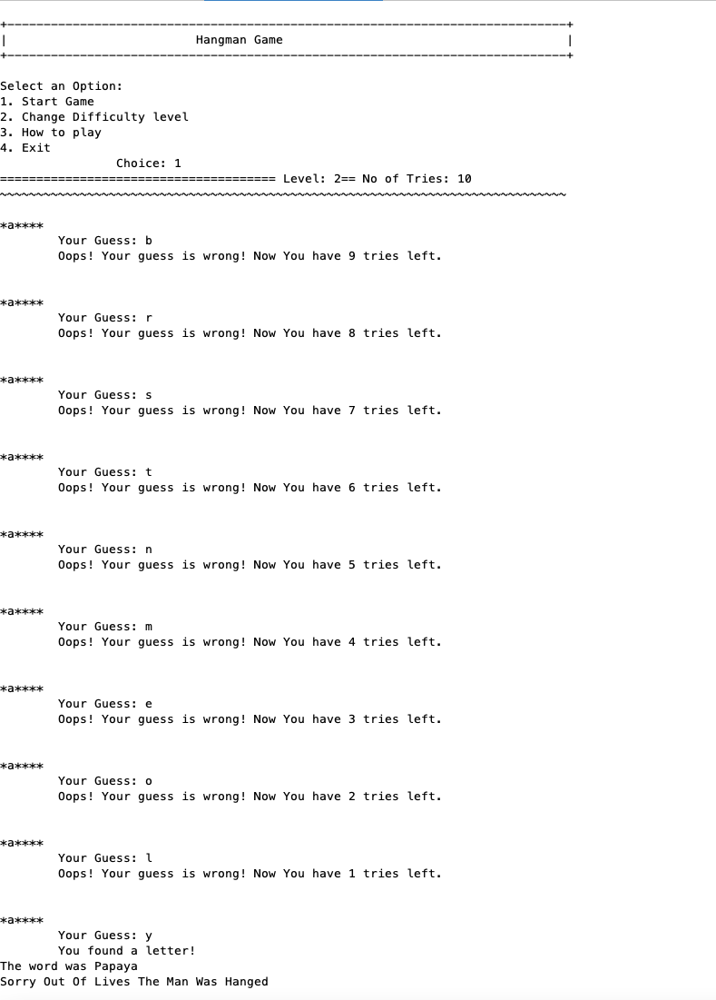 +-----------------------------------------------------------------------------+
|                          Hangman Game                                       |
+-----------------------------------------------------------------------------+
Select an Option:
1. Start Game
2. Change Difficulty level
3. How to play
4. Exit
                Choice: 1
====================================== Level: 2== No of Tries: 10
~~~~~~~~~~~~~~~~~~~~~~~~~~~~~~~~~~~~~~~~~~~~~~~~~~~~~~~~~~~~~~~~~~~~~~~~~~~~~~
*a****
        Your Guess: b
        Oops! Your guess is wrong! Now You have 9 tries left.
*a****
        Your Guess: r
        Oops! Your guess is wrong! Now You have 8 tries left.
*a****
        Your Guess: s
        Oops! Your guess is wrong! Now You have 7 tries left.
*a****
        Your Guess: t
        Oops! Your guess is wrong! Now You have 6 tries left.
*a****
        Your Guess: n
        Oops! Your guess is wrong! Now You have 5 tries left.
*a****
        Your Guess: m
        Oops! Your guess is wrong! Now You have 4 tries left.
*a****
        Your Guess: e
        Oops! Your guess is wrong! Now You have 3 tries left.
*a****
        Your Guess: o
        Oops! Your guess is wrong! Now You have 2 tries left.
*a****
        Your Guess: l
        Oops! Your guess is wrong! Now You have 1 tries left.
*a****
        Your Guess: y
        You found a letter!
The word was Papaya
Sorry Out Of Lives The Man Was Hanged